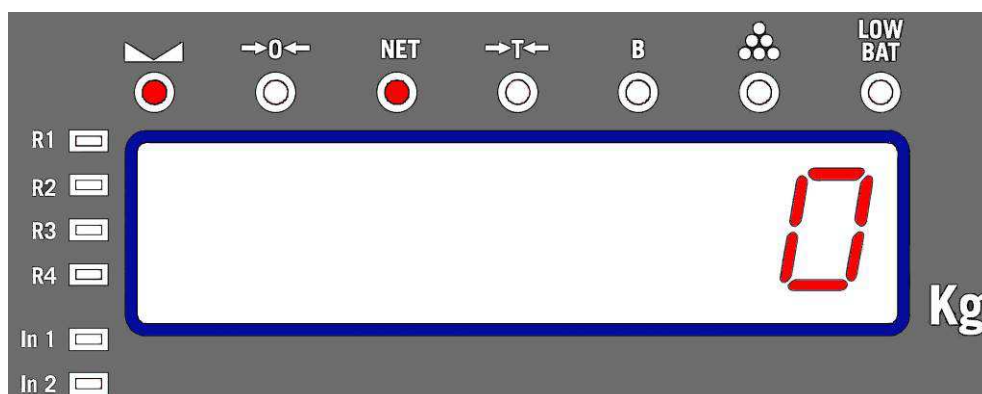 →0← NET →T← B LOW
BAT
R1
R2
R3
R4
0
Kg
In 1
In 2